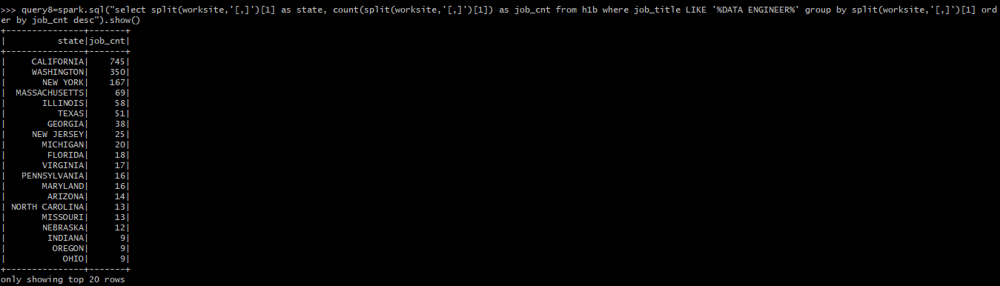 >>> query8=spark.sql("select split(worksite,'[,]')[1] as state, count(split(worksite,'[,]')[1]) as job_cnt from h1b where job_title LIKE '%DATA ENGINEER%' group by split(worksite,'[,]')[1] ord
er by job_cnt desc").show()
+---------------+-------+
|          state|job_cnt|
+---------------+-------+
|     CALIFORNIA|    745|
|     WASHINGTON|    350|
|       NEW YORK|    167|
|  MASSACHUSETTS|     69|
|       ILLINOIS|     58|
|          TEXAS|     51|
|        GEORGIA|     38|
|     NEW JERSEY|     25|
|       MICHIGAN|     20|
|        FLORIDA|     18|
|       VIRGINIA|     17|
|   PENNSYLVANIA|     16|
|       MARYLAND|     16|
|        ARIZONA|     14|
| NORTH CAROLINA|     13|
|       MISSOURI|     13|
|       NEBRASKA|     12|
|        INDIANA|      9|
|         OREGON|      9|
|           OHIO|      9|
+---------------+-------+
only showing top 20 rows